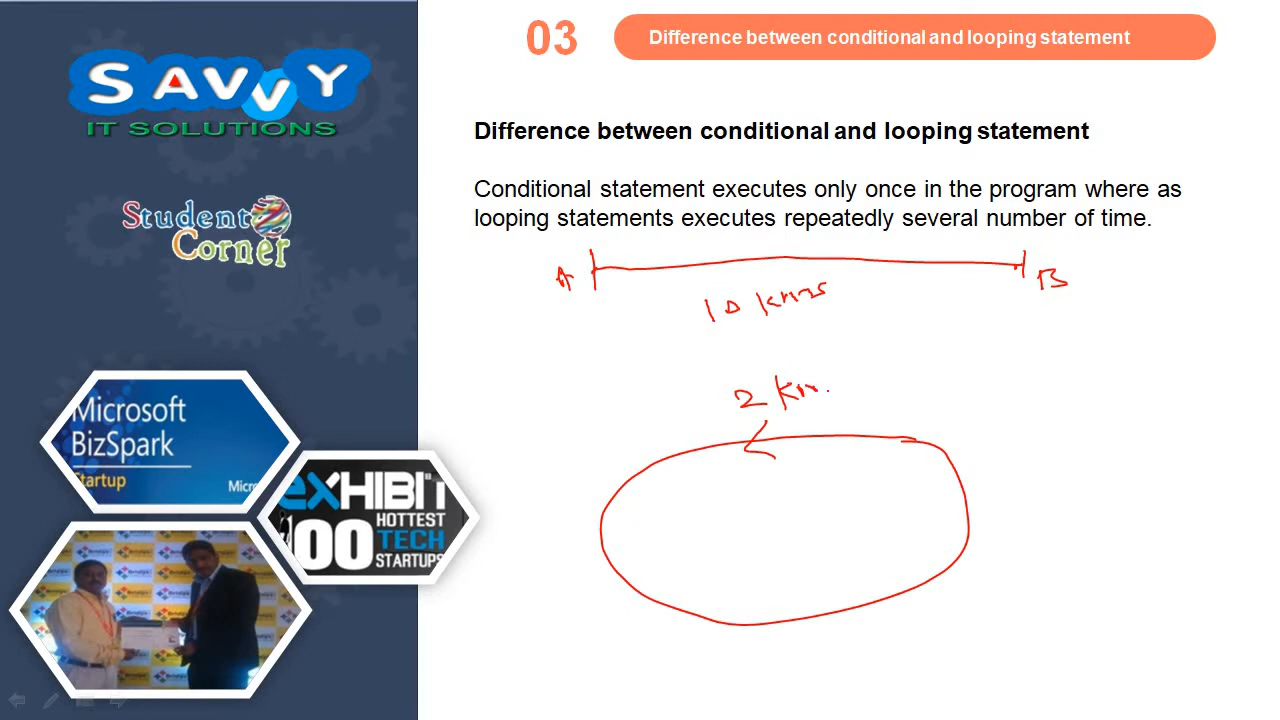 SAVVY
IT SOLUTIONS
Student
Corner
Microsoft
BizSpark
Startup
Micro
eXHIBIT
100
HOTTEST
TECH
STARTUPS
03
Difference between conditional and looping statement
Difference between conditional and looping statement
Conditional statement executes only once in the program where as
looping statements executes repeatedly several number of time.
A
B
10 kms
2 km.